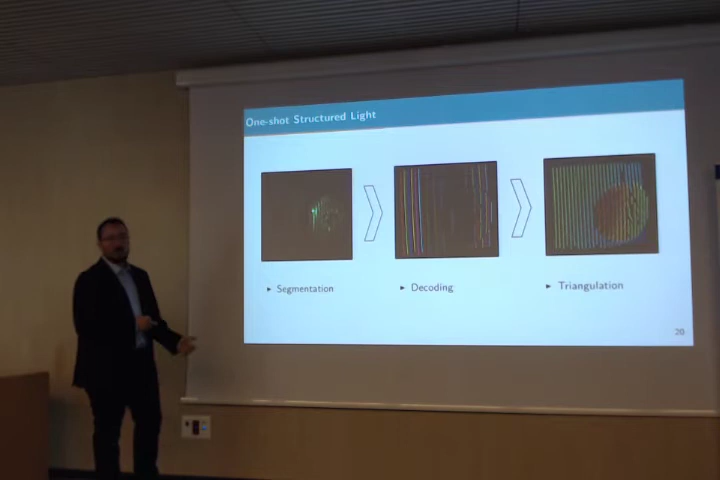 One-shot Structured Light
▸ Segmentation
▸ Decoding
▸ Triangulation
20